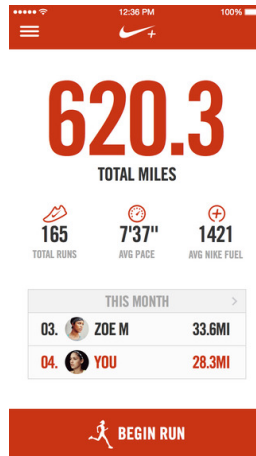 12:36 PM 100%
+
620.3
TOTAL MILES
165 7'37" 1421
TOTAL RUNS AVG PACE AVG NIKE FUEL
THIS MONTH >
03. ZOE M 33.6MI
04. YOU 28.3MI
BEGIN RUN